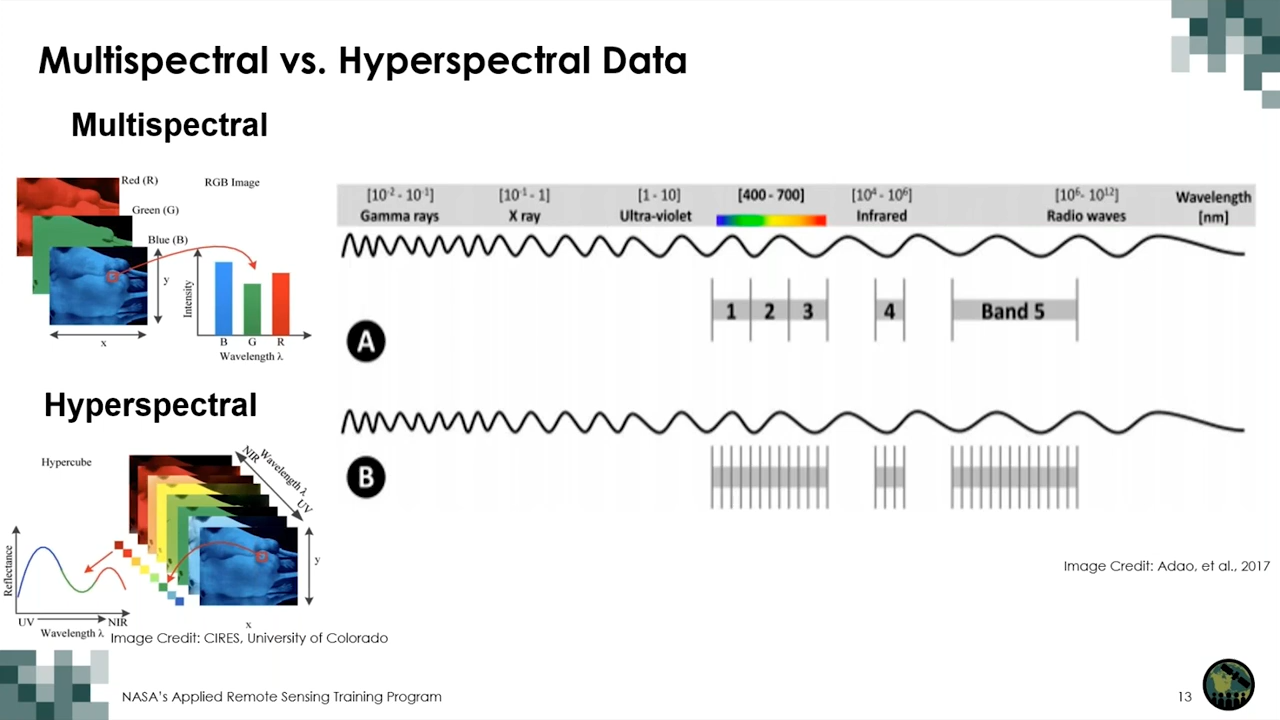 Multispectral vs. Hyperspectral Data
Multispectral
Red (R)
RGB Image
Green (G)
Blue (B)
y
x
Intensity
B G R
Wavelength λ
[10⁻² - 10⁻¹] [10⁻¹ - 1] [1 - 10] [400 - 700] [10⁴ - 10⁶] [10⁶- 10¹²] Wavelength
Gamma rays X ray Ultra-violet Infrared Radio waves [nm]
1 2 3 4 Band 5
A
Hyperspectral
Hypercube
NIR
Wavelength λ
UV
y
x
Reflectance
UV NIR
Wavelength λ
B
Image Credit: Adao, et al., 2017
Image Credit: CIRES, University of Colorado
NASA's Applied Remote Sensing Training Program
13